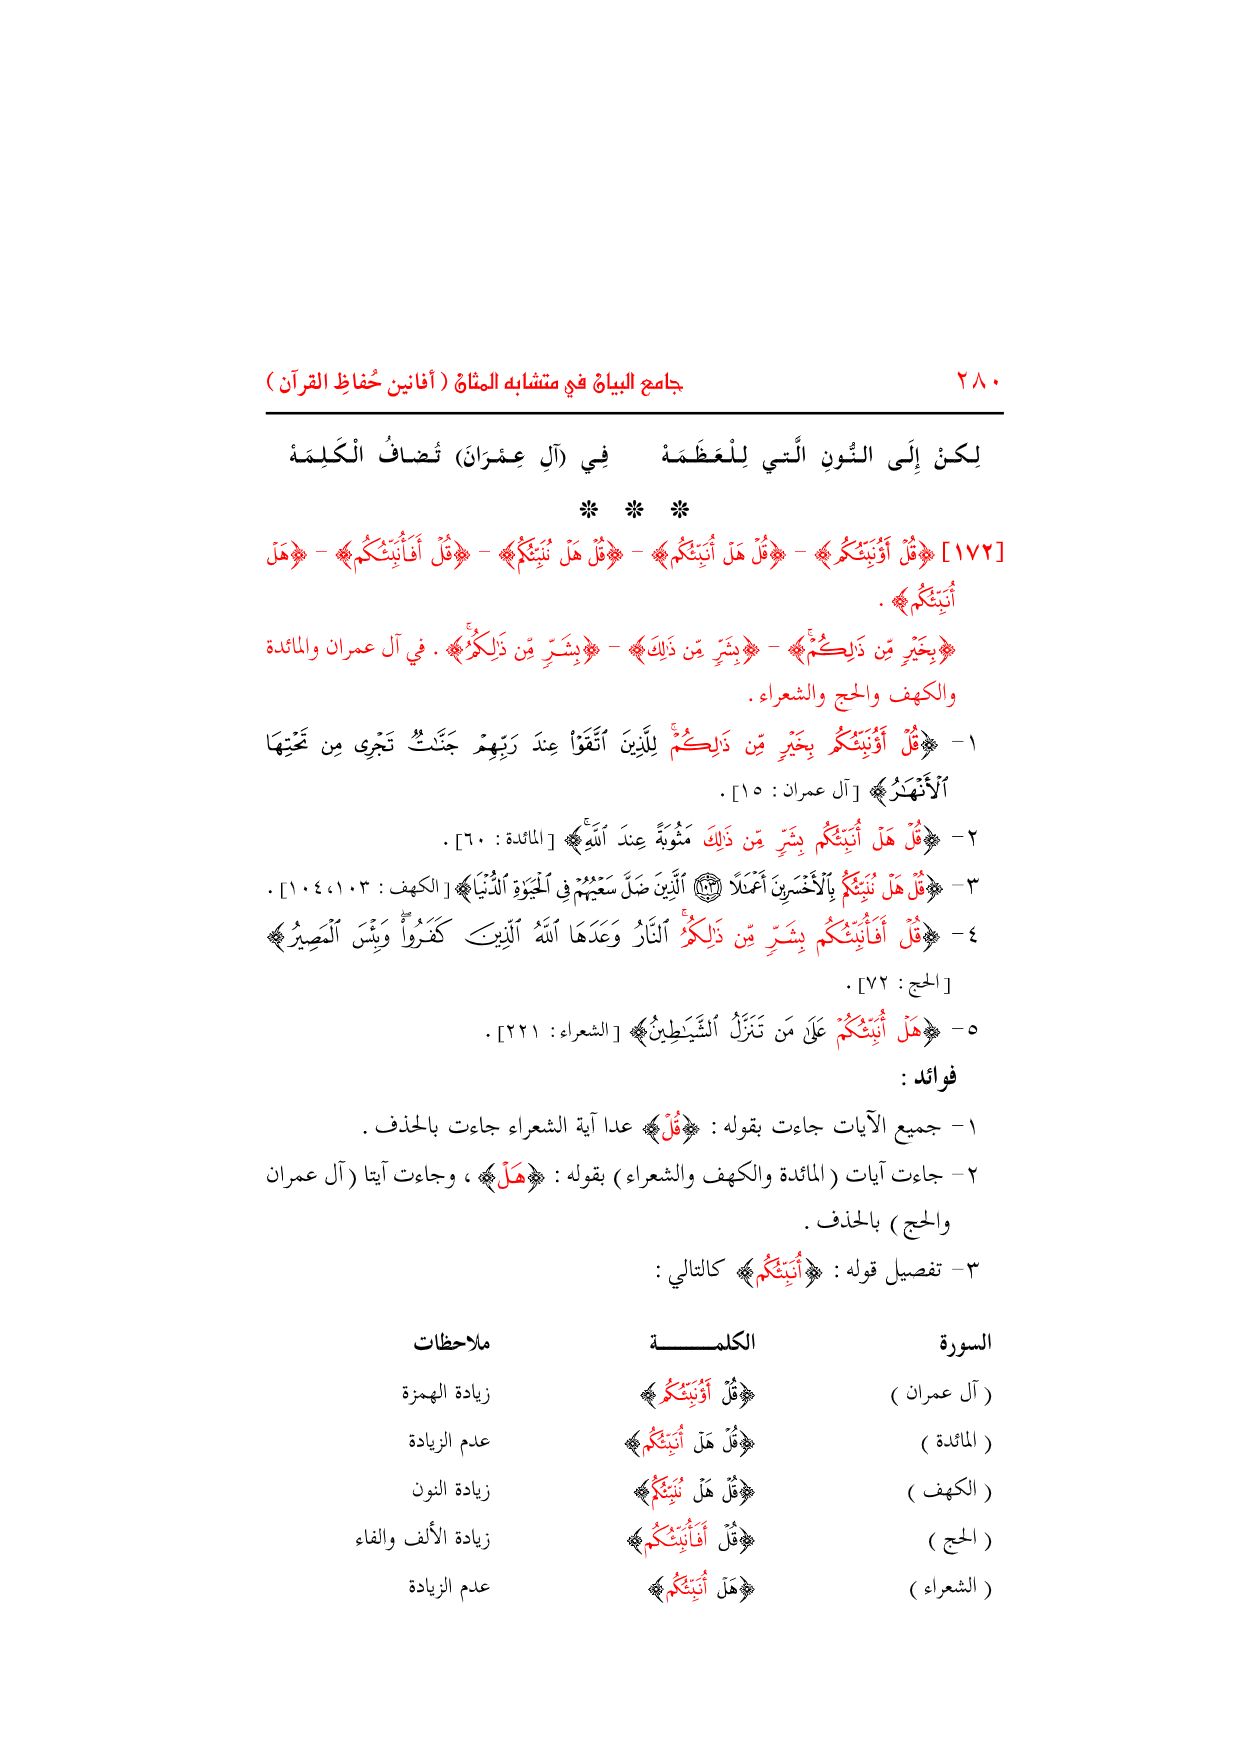 ٢٨٠ جامع البيان في متشابه المثان ( أفانين حُفاظِ القرآن )
لِكنْ إِلَى النُّونِ الَّتي لِلْعَظَمَهْ فِي (آلِ عِمْرَانَ) تُضافُ الْكَلِمَهْ
❊ ❊ ❊
[١٧٢] ﴿قُلْ أَؤُنَبِّئُكُم﴾ – ﴿قُلْ هَلْ أُنَبِّئُكُم﴾ – ﴿قُلْ هَلْ نُنَبِّئُكُم﴾ – ﴿قُلْ أَفَأُنَبِّئُكُم﴾ – ﴿هَلْ
أُنَبِّئُكُم﴾ .
﴿بِخَيْرٍ مِّن ذَٰلِكُمْۚ﴾ – ﴿بِشَرٍّ مِّن ذَٰلِكَ﴾ – ﴿بِشَرٍّ مِّن ذَٰلِكُمُۚ﴾ . في آل عمران والمائدة
والكهف والحج والشعراء .
١– ﴿قُلْ أَؤُنَبِّئُكُم بِخَيْرٍ مِّن ذَٰلِكُمْۚ لِلَّذِينَ ٱتَّقَوْا۟ عِندَ رَبِّهِمْ جَنَّٰتٌ تَجْرِى مِن تَحْتِهَا
ٱلْأَنْهَٰرُ﴾ [آل عمران : ١٥] .
٢– ﴿قُلْ هَلْ أُنَبِّئُكُم بِشَرٍّ مِّن ذَٰلِكَ مَثُوبَةً عِندَ ٱللَّهِۚ﴾ [المائدة : ٦٠] .
٣– ﴿قُلْ هَلْ نُنَبِّئُكُم بِٱلْأَخْسَرِينَ أَعْمَٰلًا ١٠٣ ٱلَّذِينَ ضَلَّ سَعْيُهُمْ فِى ٱلْحَيَوٰةِ ٱلدُّنْيَا﴾ [الكهف : ١٠٣،١٠٤] .
٤– ﴿قُلْ أَفَأُنَبِّئُكُم بِشَرٍّ مِّن ذَٰلِكُمُۚ ٱلنَّارُ وَعَدَهَا ٱللَّهُ ٱلَّذِينَ كَفَرُوا۟ۖ وَبِئْسَ ٱلْمَصِيرُ﴾
[الحج : ٧٢] .
٥– ﴿هَلْ أُنَبِّئُكُمْ عَلَىٰ مَن تَنَزَّلُ ٱلشَّيَٰطِينُ﴾ [الشعراء : ٢٢١] .
فوائد :
١– جميع الآيات جاءت بقوله : ﴿قُلْ﴾ عدا آية الشعراء جاءت بالحذف .
٢– جاءت آيات (المائدة والكهف والشعراء) بقوله : ﴿هَلْ﴾ ، وجاءت آيتا (آل عمران
والحج) بالحذف .
٣– تفصيل قوله : ﴿أُنَبِّئُكُم﴾ كالتالي :
السورة الكلمـــــــــة ملاحظات
( آل عمران ) ﴿قُلْ أَؤُنَبِّئُكُم﴾ زيادة الهمزة
( المائدة ) ﴿قُلْ هَلْ أُنَبِّئُكُم﴾ عدم الزيادة
( الكهف ) ﴿قُلْ هَلْ نُنَبِّئُكُم﴾ زيادة النون
( الحج ) ﴿قُلْ أَفَأُنَبِّئُكُم﴾ زيادة الألف والفاء
( الشعراء ) ﴿هَلْ أُنَبِّئُكُم﴾ عدم الزيادة